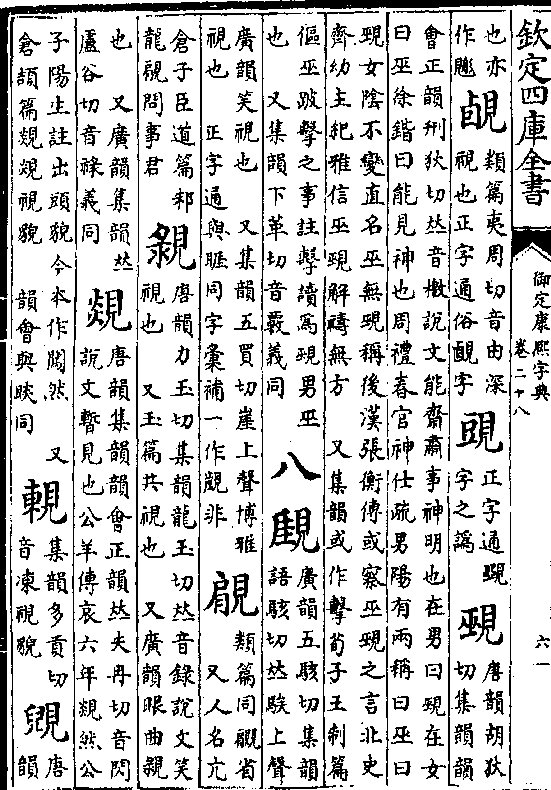 欽定四庫全書
御定康熙字典
卷二十八
六一
也亦
作
類篇夷周切音由深
視也正字通俗字
正字通覡
字之譌
覡
唐韻胡狄
切集韻韻
會正韻刑狄切𠀤音檄說文能齋肅事神明也在男曰覡在女
曰巫徐鍇曰能見神也周禮春官神仕疏男陽有兩稱曰巫曰
覡女陰不變直名巫無覡稱後漢張衡傳或察巫覡之言北史
齊幼主紀雅信巫覡解禱無方 又集韻或作擊荀子王制篇
傴巫跛擊之事註擊讀爲覡男巫
也 又集韻下革切音覈義同
八
廣韻五駭切集韻
語駭切𠀤騃上聲
廣韻笑視也 又集韻五買切崖上聲博雅
視也 正字通與睚同字彙補一作非
類篇同省
又人名亢
倉子臣道篇郄
龍問事君
䚄
唐韻力玉切集韻龍玉切𠀤音錄說文笑
視也 又玉篇共視也 又廣韻眼曲䚄
也 又廣韻集韻𠀤
盧谷切音祿義同
覢
唐韻集韻韻會正韻𠀤失冉切音閃
說文暫見也公羊傳哀六年覢然公
子陽生註出頭貌今本作闖然 又
倉頡篇覢覢視貌 韻會與睒同
集韻多貢切
音凍視貌
唐
韻